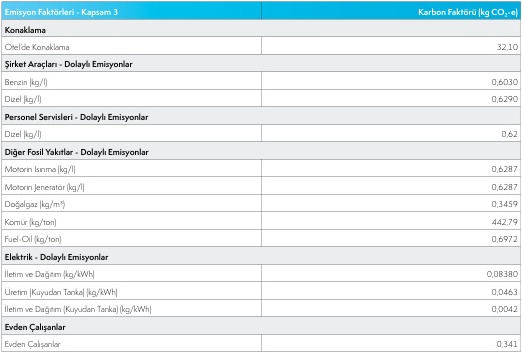 Emisyon Faktörleri - Kapsam 3 Karbon Faktörü (kg CO₂-e)
Konaklama
Otel'de Konaklama 32,10
Şirket Araçları - Dolaylı Emisyonlar
Benzin (kg/l) 0,6030
Dizel (kg/l) 0,6290
Personel Servisleri - Dolaylı Emisyonlar
Dizel (kg/l) 0,62
Diğer Fosil Yakıtlar - Dolaylı Emisyonlar
Motorin Isınma (kg/l) 0,6287
Motorin Jeneratör (kg/l) 0,6287
Doğalgaz (kg/m³) 0,3459
Kömür (kg/ton) 442,79
Fuel-Oil (kg/ton) 0,6972
Elektrik - Dolaylı Emisyonlar
İletim ve Dağıtım (kg/kWh) 0,08380
Üretim (Kuyudan Tanka) (kg/kWh) 0,0463
İletim ve Dağıtım (Kuyudan Tanka) (kg/kWh) 0,0042
Evden Çalışanlar
Evden Çalışanlar 0,341